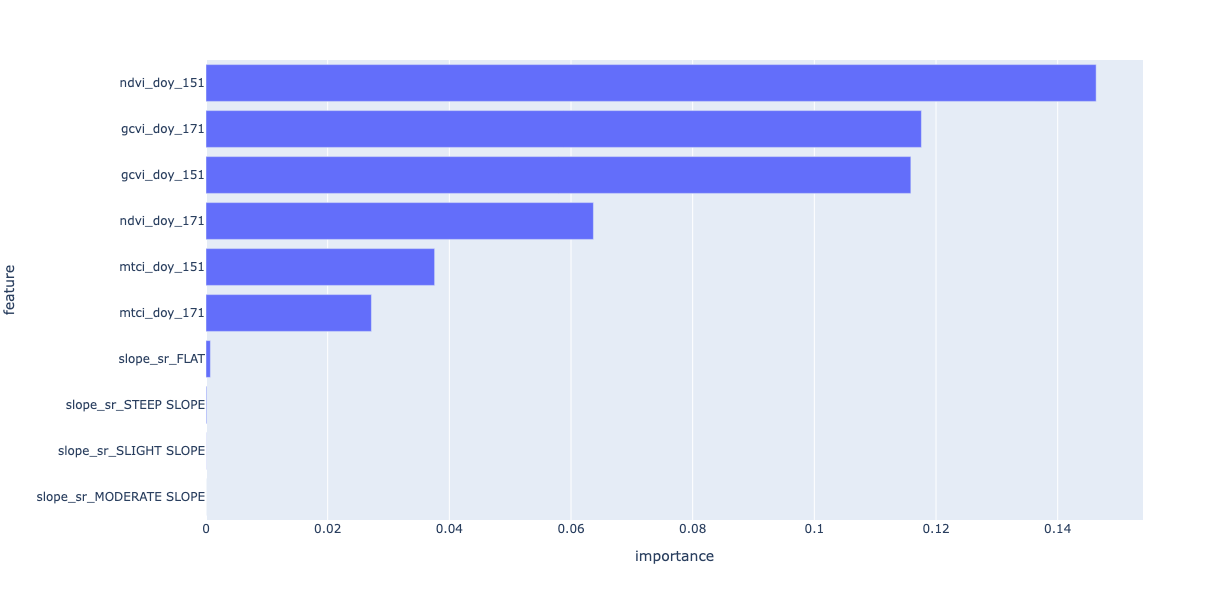 ndvi_doy_151
gcvi_doy_171
gcvi_doy_151
ndvi_doy_171
mtci_doy_151
mtci_doy_171
slope_sr_FLAT
slope_sr_STEEP SLOPE
slope_sr_SLIGHT SLOPE
slope_sr_MODERATE SLOPE
feature
0 0.02 0.04 0.06 0.08 0.1 0.12 0.14
importance